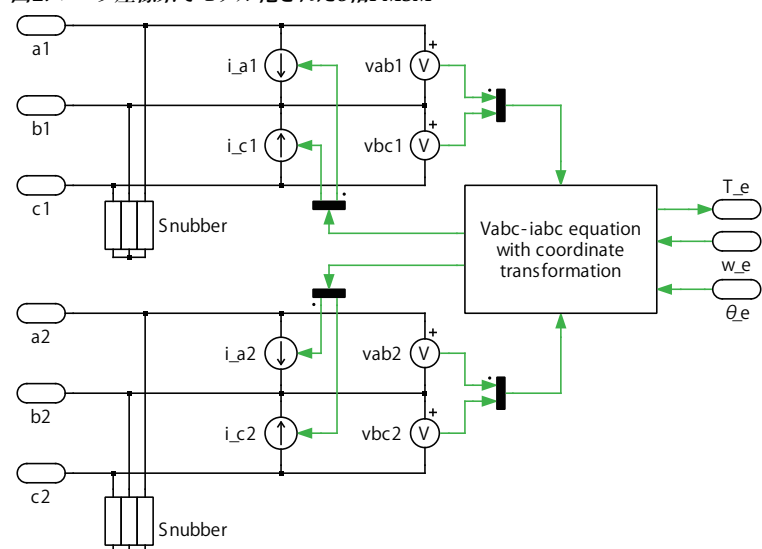 a1
i_a1
vab1
V
b1
i_c1
vbc1
V
c1
Snubber
T_e
Vabc-iabc equation
with coordinate
transformation
w_e
θ_e
a2
i_a2
vab2
V
b2
i_c2
vbc2
V
c2
Snubber